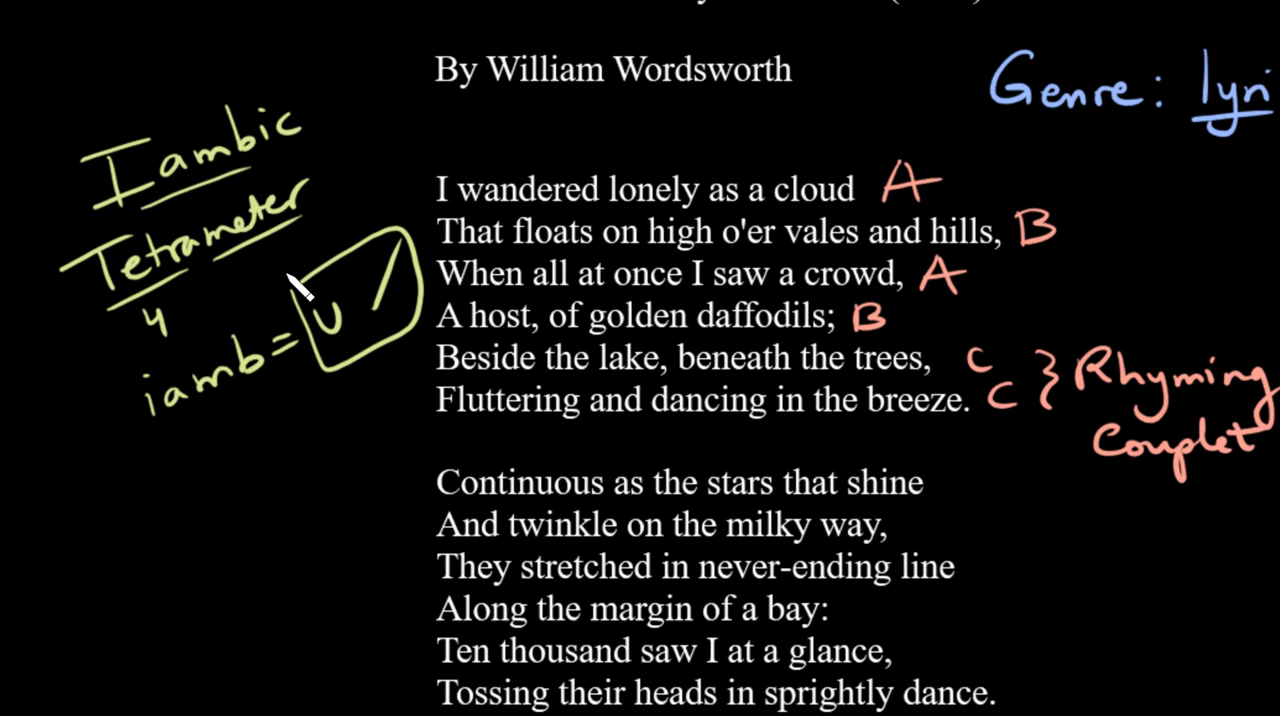 By William Wordsworth
Genre: lyri
Iambic
Tetrameter
4
iamb = U /
I wandered lonely as a cloud A
That floats on high o'er vales and hills, B
When all at once I saw a crowd, A
A host, of golden daffodils; B
Beside the lake, beneath the trees, C
Fluttering and dancing in the breeze. C } Rhyming
Couplet
Continuous as the stars that shine
And twinkle on the milky way,
They stretched in never-ending line
Along the margin of a bay:
Ten thousand saw I at a glance,
Tossing their heads in sprightly dance.